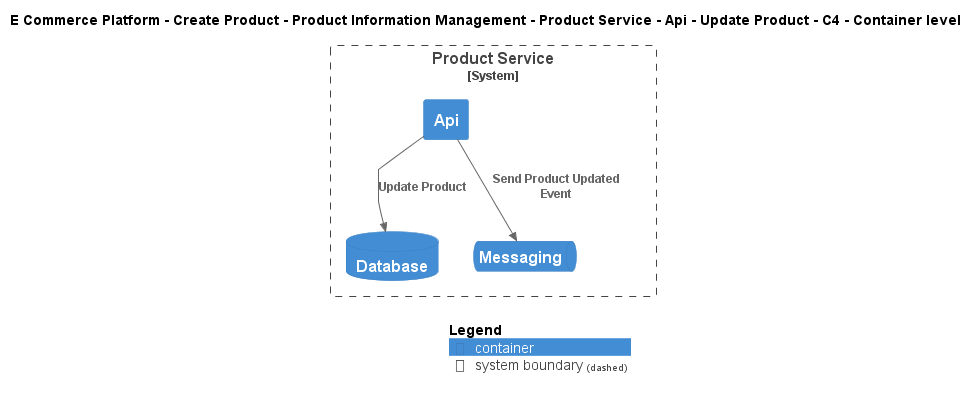 E Commerce Platform - Create Product - Product Information Management - Product Service - Api - Update Product - C4 - Container level
Product Service
[System]
Api
Update Product
Send Product Updated
Event
Database
Messaging
Legend
container
system boundary (dashed)